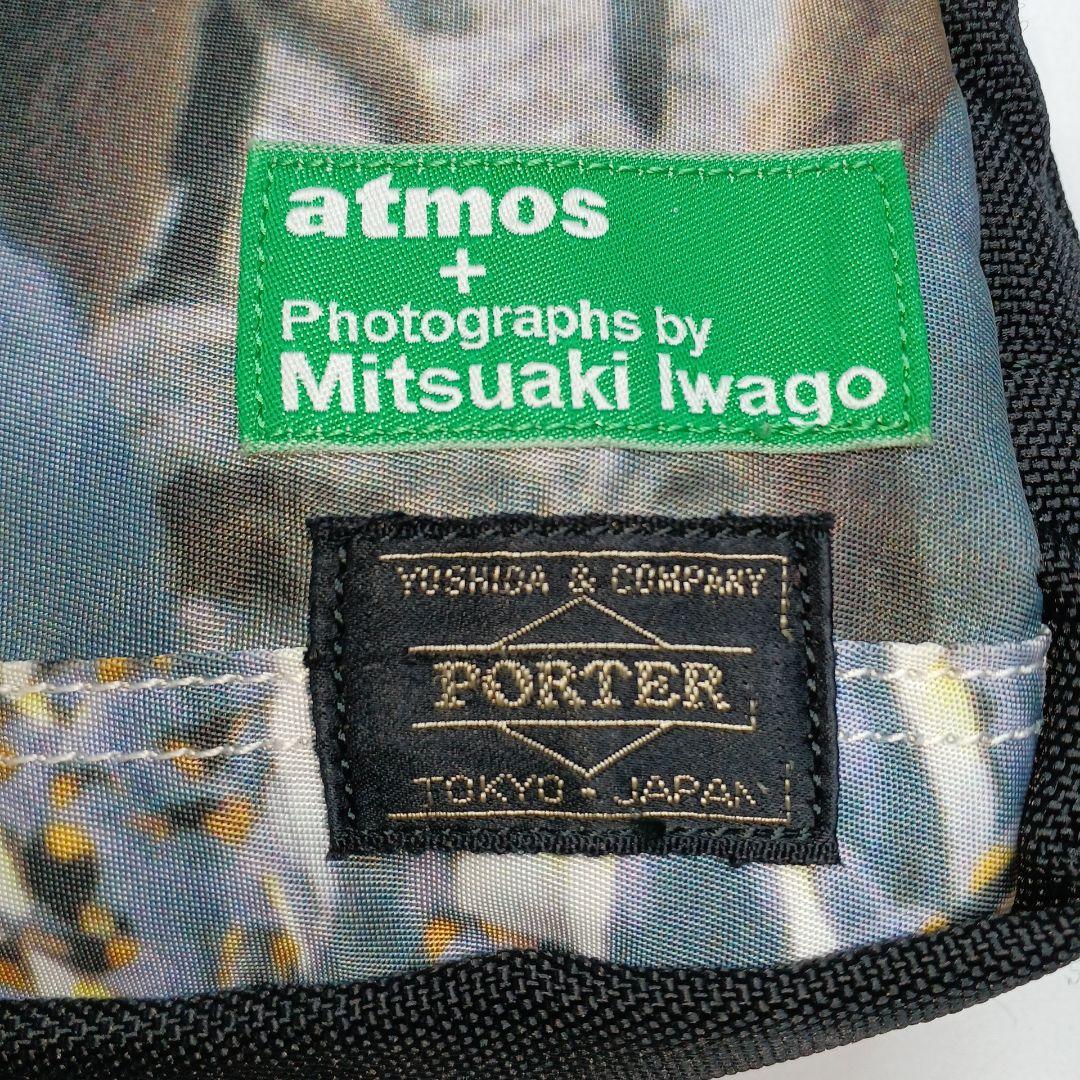 atmos
+
Photographs by
Mitsuaki Iwago
YOSHIDA & COMPANY
PORTER
TOKYO - JAPAN